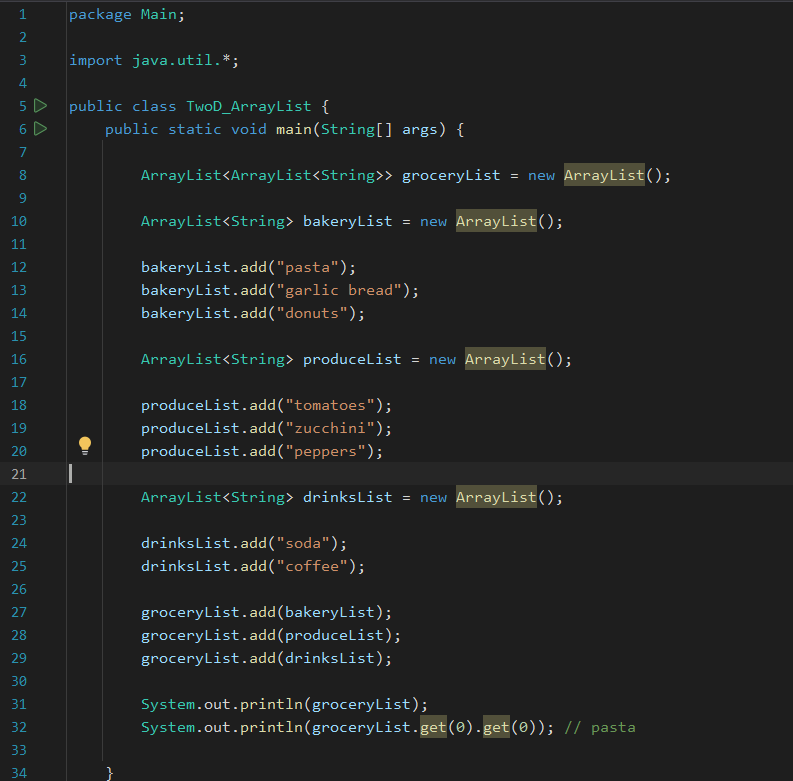 1 package Main;
2
3 import java.util.*;
4
5 public class TwoD_ArrayList {
6     public static void main(String[] args) {
7
8         ArrayList<ArrayList<String>> groceryList = new ArrayList();
9
10         ArrayList<String> bakeryList = new ArrayList();
11
12         bakeryList.add("pasta");
13         bakeryList.add("garlic bread");
14         bakeryList.add("donuts");
15
16         ArrayList<String> produceList = new ArrayList();
17
18         produceList.add("tomatoes");
19         produceList.add("zucchini");
20         produceList.add("peppers");
21
22         ArrayList<String> drinksList = new ArrayList();
23
24         drinksList.add("soda");
25         drinksList.add("coffee");
26
27         groceryList.add(bakeryList);
28         groceryList.add(produceList);
29         groceryList.add(drinksList);
30
31         System.out.println(groceryList);
32         System.out.println(groceryList.get(0).get(0)); // pasta
33
34     }